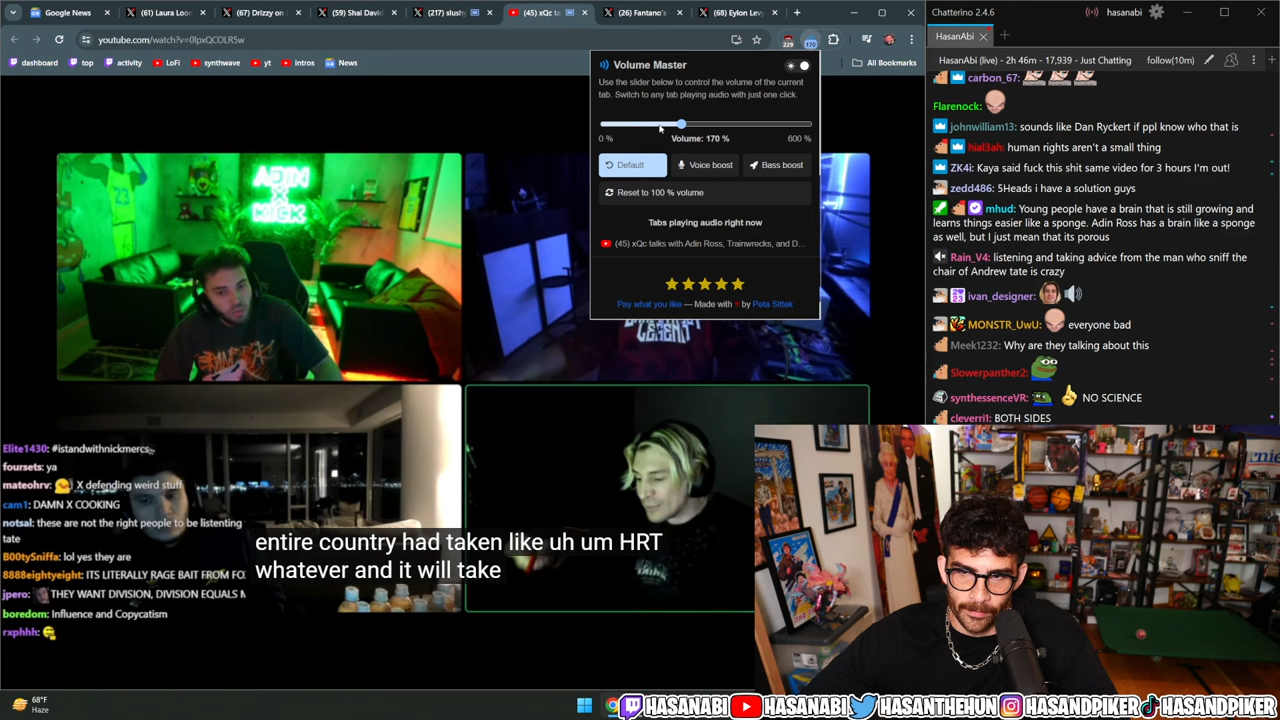 Google News
(61) Laura Loo
(67) Drizzy on
(59) Shai David
(217) slush
(45) xQc ta
(26) Fantano's
(68) Eylon Lev
youtube.com/watch?v=0lpxQCOLR5w
229
170
dashboard
top
activity
LoFi
synthwave
yt
intros
News
All Bookmarks
Volume Master
Use the slider below to control the volume of the current
tab. Switch to any tab playing audio with just one click.
0 %
Volume: 170 %
600 %
Default
Voice boost
Bass boost
Reset to 100 % volume
Tabs playing audio right now
(45) xQc talks with Adin Ross, Trainwrecks, and D...
Pay what you like — Made with ♥ by Peta Sittek
ADIN
X
KICK
LEGEND
Elite1430: #istandwithnickmercs
foursets: ya
mateohrv: X defending weird stuff
cam1: DAMN X COOKING
notsal: these are not the right people to be listening
tate
B00tySniffa: lol yes they are
8888eightyeight: ITS LITERALLY RAGE BAIT FROM FO
jpero: THEY WANT DIVISION, DIVISION EQUALS
boredom: Influence and Copycatism
rxphhh:
entire country had taken like uh um HRT
whatever and it will take
Chatterino 2.4.6
hasanabi
HasanAbi
HasanAbi (live) - 2h 46m - 17,939 - Just Chatting
follow(10m)
carbon_67:
Flarenock:
johnwilliam13: sounds like Dan Ryckert if ppl know who that is
hial3ah: human rights aren't a small thing
ZK4i: Kaya said fuck this shit same video for 3 hours I'm out!
zedd486: 5Heads i have a solution guys
mhud: Young people have a brain that is still growing and
learns things easier like a sponge. Adin Ross has a brain like a sponge
as well, but I just mean that its porous
Rain_V4: listening and taking advice from the man who sniff the
chair of Andrew tate is crazy
ivan_designer:
MONSTR_UwU: everyone bad
Meek1232: Why are they talking about this
Slowerpanther2:
synthessenceVR: NO SCIENCE
cleverri1: BOTH SIDES
68°F
Haze
HASANABI
HASANABI
HASANTHEHUN
HASANDPIKER
HASANDPIKER